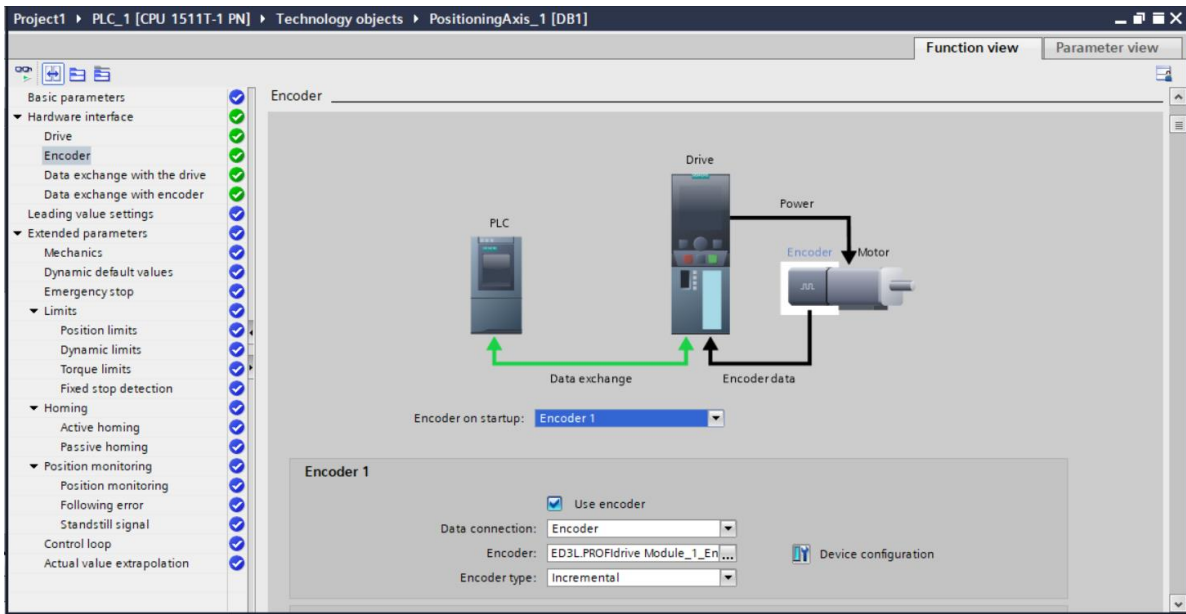 Project1 ▸ PLC_1 [CPU 1511T-1 PN] ▸ Technology objects ▸ PositioningAxis_1 [DB1]
Function view
Parameter view
Basic parameters
Hardware interface
Drive
Encoder
Data exchange with the drive
Data exchange with encoder
Leading value settings
Extended parameters
Mechanics
Dynamic default values
Emergency stop
Limits
Position limits
Dynamic limits
Torque limits
Fixed stop detection
Homing
Active homing
Passive homing
Position monitoring
Position monitoring
Following error
Standstill signal
Control loop
Actual value extrapolation
Encoder
Drive
Power
PLC
Encoder
Motor
Data exchange
Encoder data
Encoder on startup: Encoder 1
Encoder 1
Use encoder
Data connection: Encoder
Encoder: ED3L.PROFIdrive Module_1_En ...
Device configuration
Encoder type: Incremental